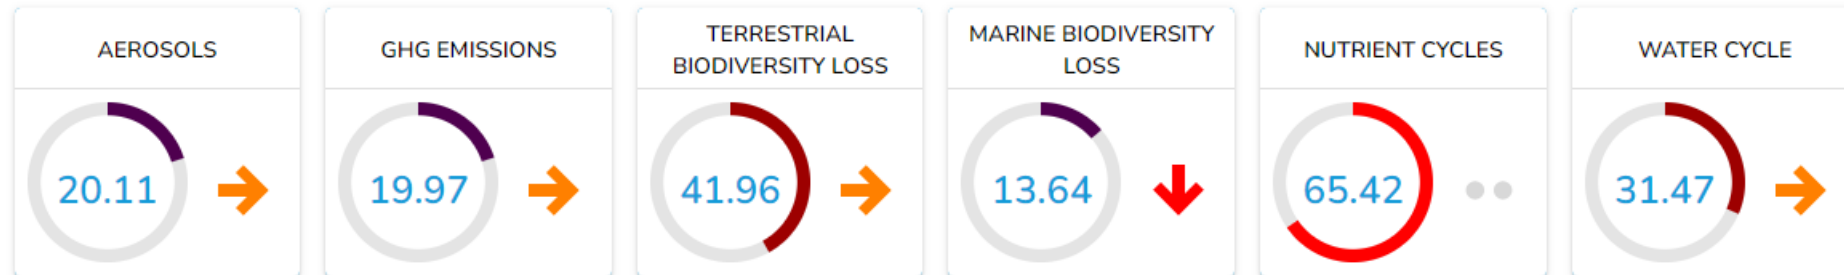 AEROSOLS
20.11
GHG EMISSIONS
19.97
TERRESTRIAL
BIODIVERSITY LOSS
41.96
MARINE BIODIVERSITY
LOSS
13.64
NUTRIENT CYCLES
65.42
WATER CYCLE
31.47